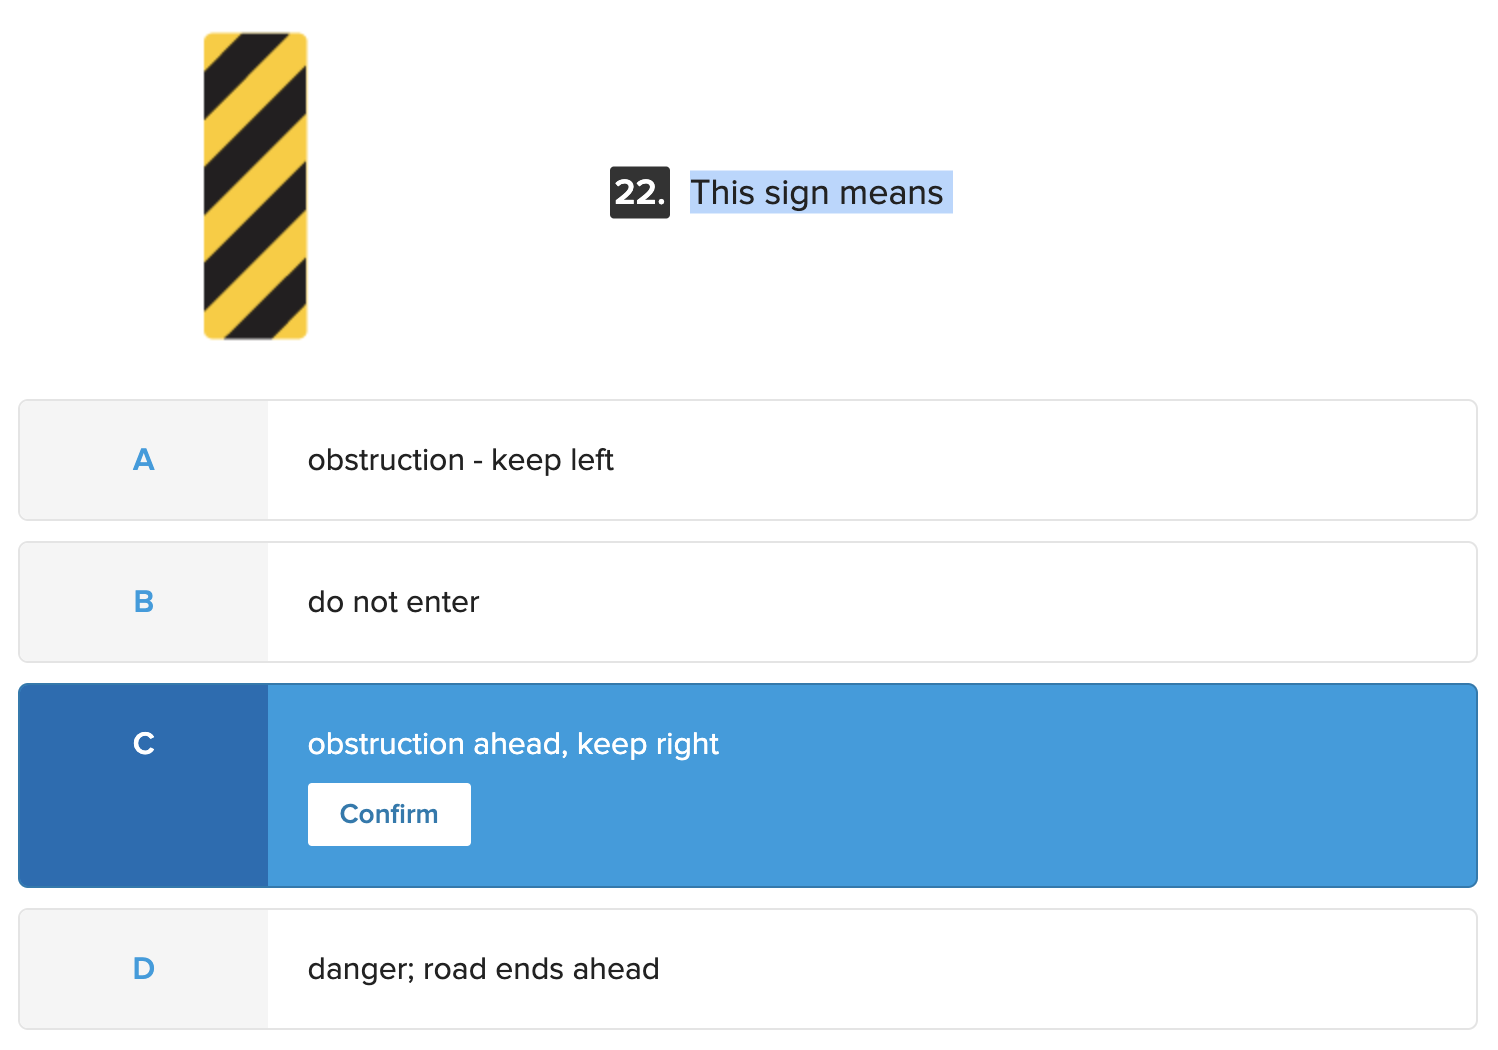 22. This sign means
A obstruction - keep left
B do not enter
C obstruction ahead, keep right
Confirm
D danger; road ends ahead